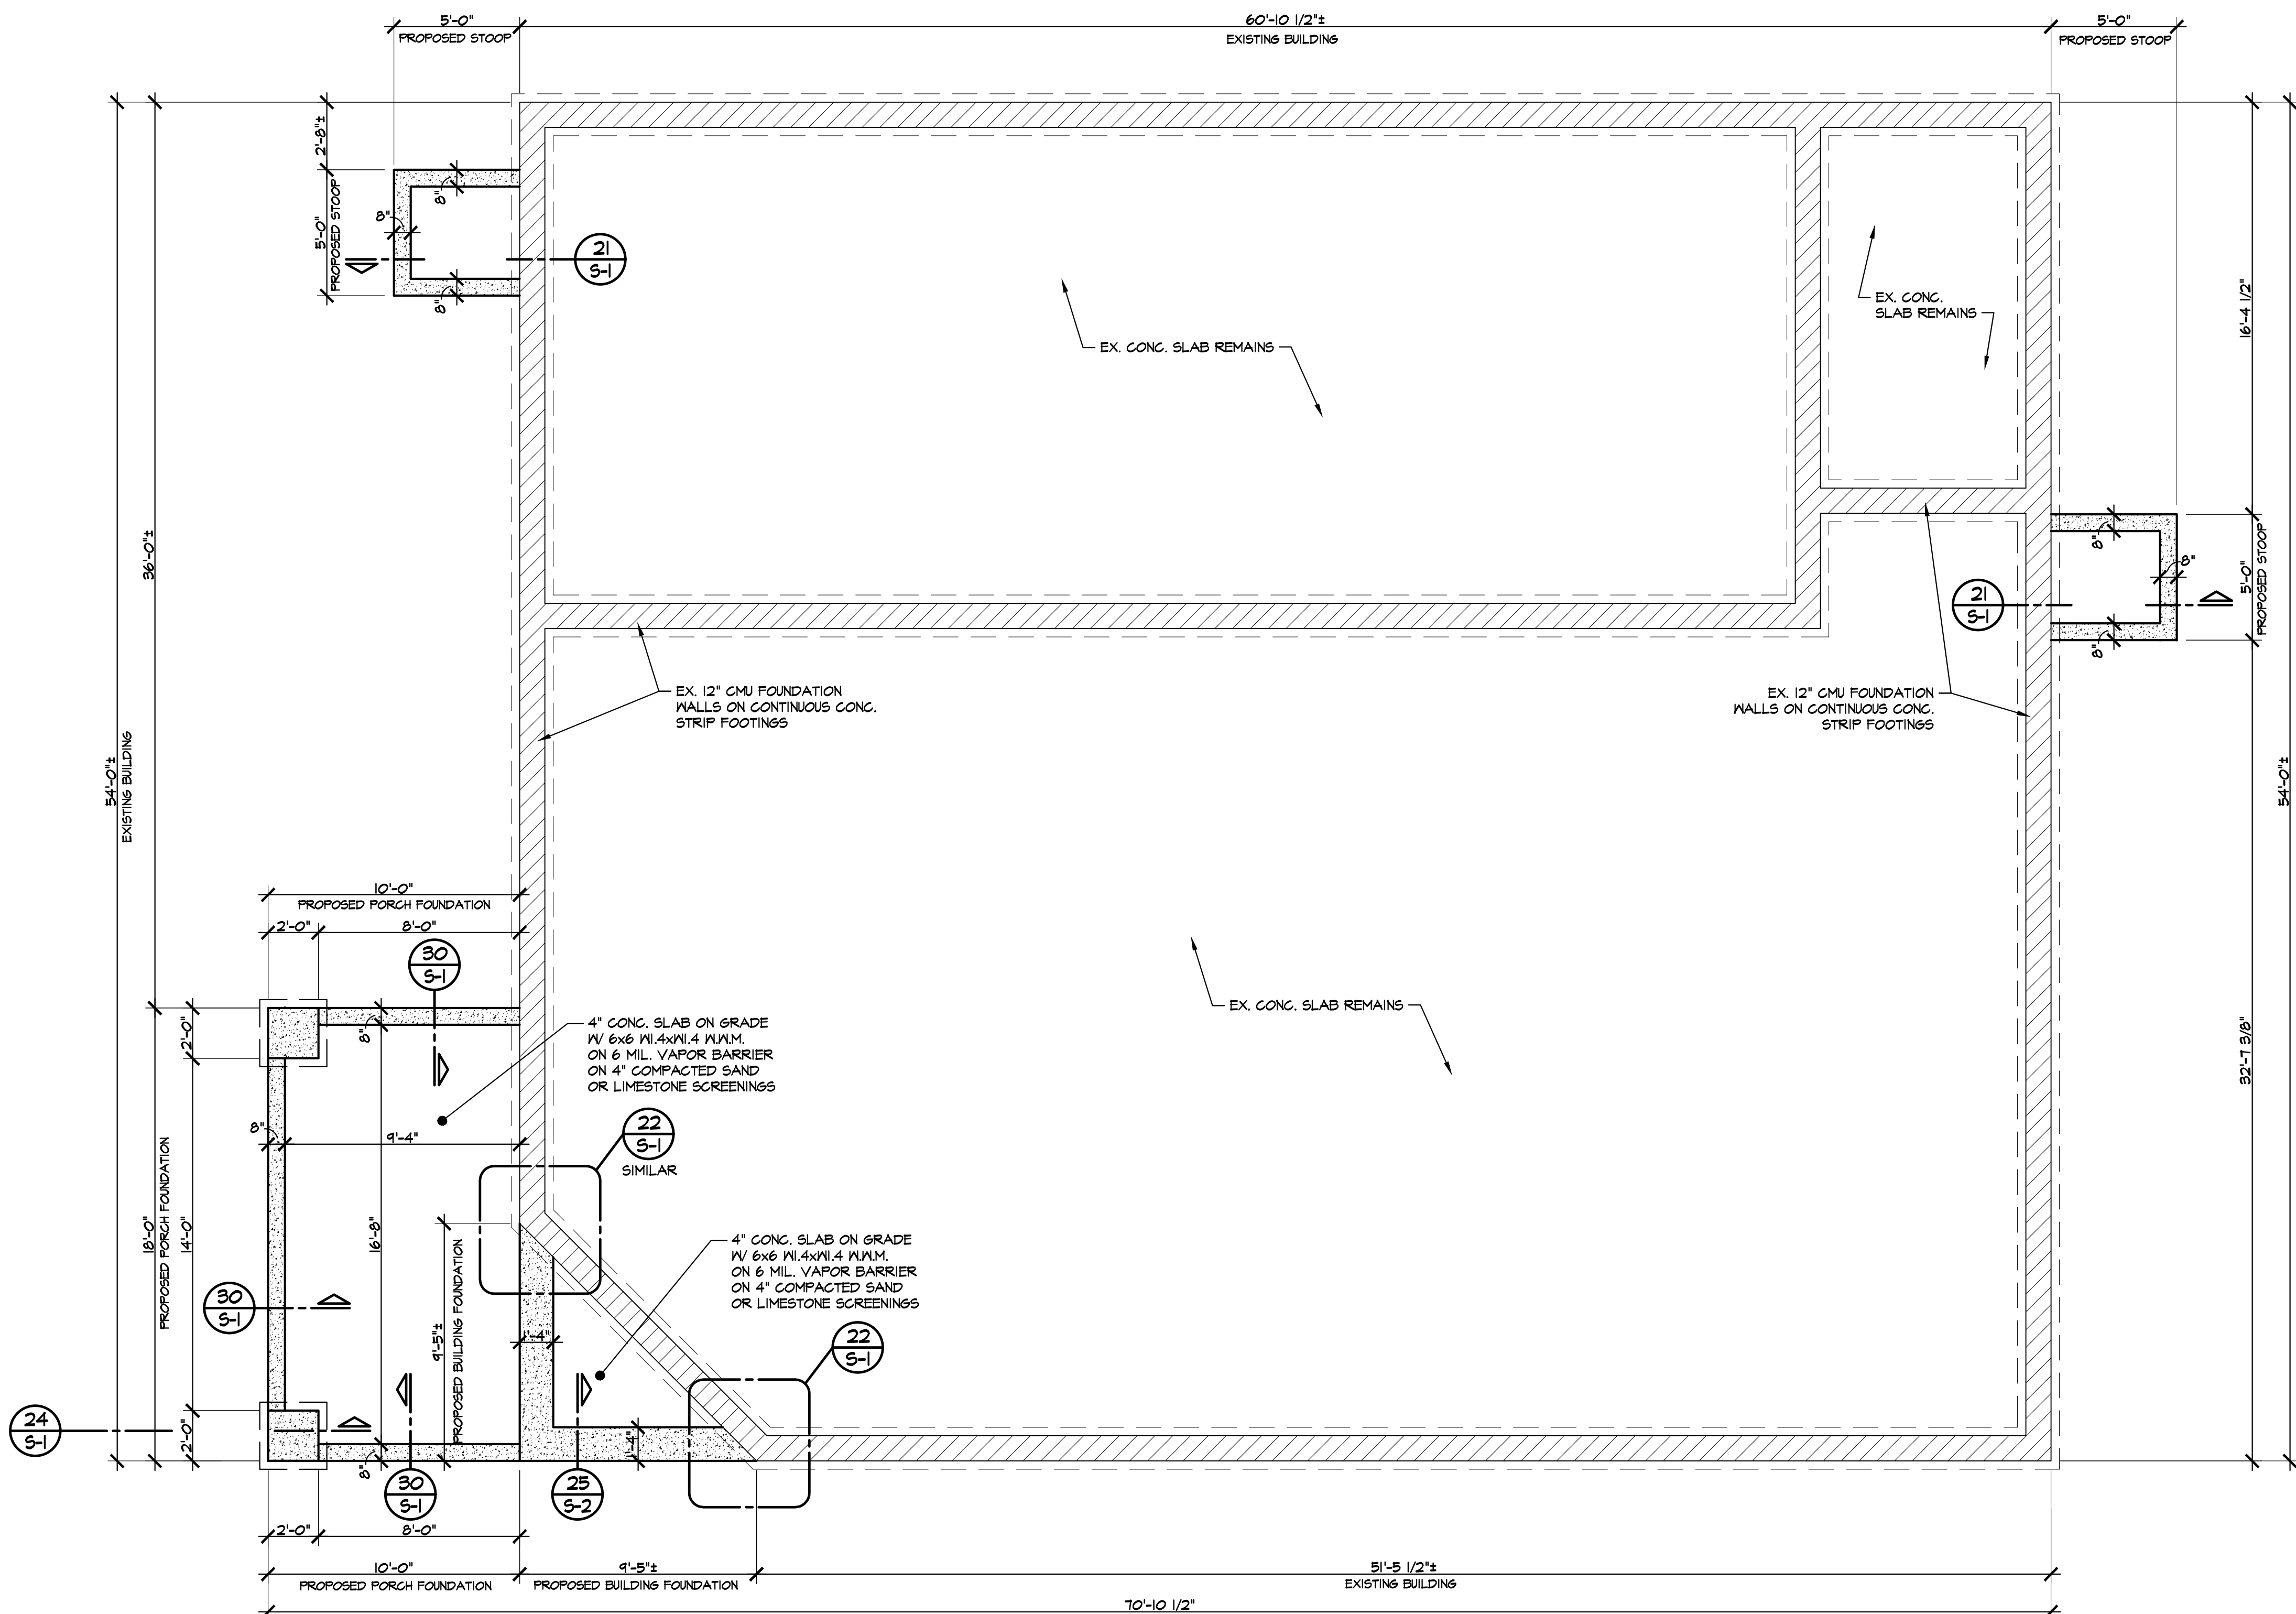 5'-0"
PROPOSED STOOP
60'-10 1/2"±
EXISTING BUILDING
5'-0"
PROPOSED STOOP
2'-8"±
5'-0"
PROPOSED STOOP
8"
8"
8"
21
S-1
EX. CONC. SLAB REMAINS
EX. CONC.
SLAB REMAINS
16'-4 1/2"
36'-0"±
54'-0"±
EXISTING BUILDING
8"
8"
8"
5'-0"
PROPOSED STOOP
21
S-1
EX. 12" CMU FOUNDATION
WALLS ON CONTINUOUS CONC.
STRIP FOOTINGS
EX. 12" CMU FOUNDATION
WALLS ON CONTINUOUS CONC.
STRIP FOOTINGS
54'-0"±
10'-0"
PROPOSED PORCH FOUNDATION
2'-0"
8'-0"
30
S-1
EX. CONC. SLAB REMAINS
2'-0"
8"
4" CONC. SLAB ON GRADE
W/ 6x6 W1.4xW1.4 W.W.M.
ON 6 MIL. VAPOR BARRIER
ON 4" COMPACTED SAND
OR LIMESTONE SCREENINGS
32'-7 3/8"
8"
9'-4"
22
S-1
SIMILAR
18'-0"
PROPOSED PORCH FOUNDATION
14'-0"
16'-8"
4" CONC. SLAB ON GRADE
W/ 6x6 W1.4xW1.4 W.W.M.
ON 6 MIL. VAPOR BARRIER
ON 4" COMPACTED SAND
OR LIMESTONE SCREENINGS
30
S-1
9'-5"±
PROPOSED BUILDING FOUNDATION
1'-4"
22
S-1
24
S-1
2'-0"
8"
1'-4"
30
S-1
25
S-2
2'-0"
8'-0"
10'-0"
PROPOSED PORCH FOUNDATION
9'-5"±
PROPOSED BUILDING FOUNDATION
51'-5 1/2"±
EXISTING BUILDING
70'-10 1/2"